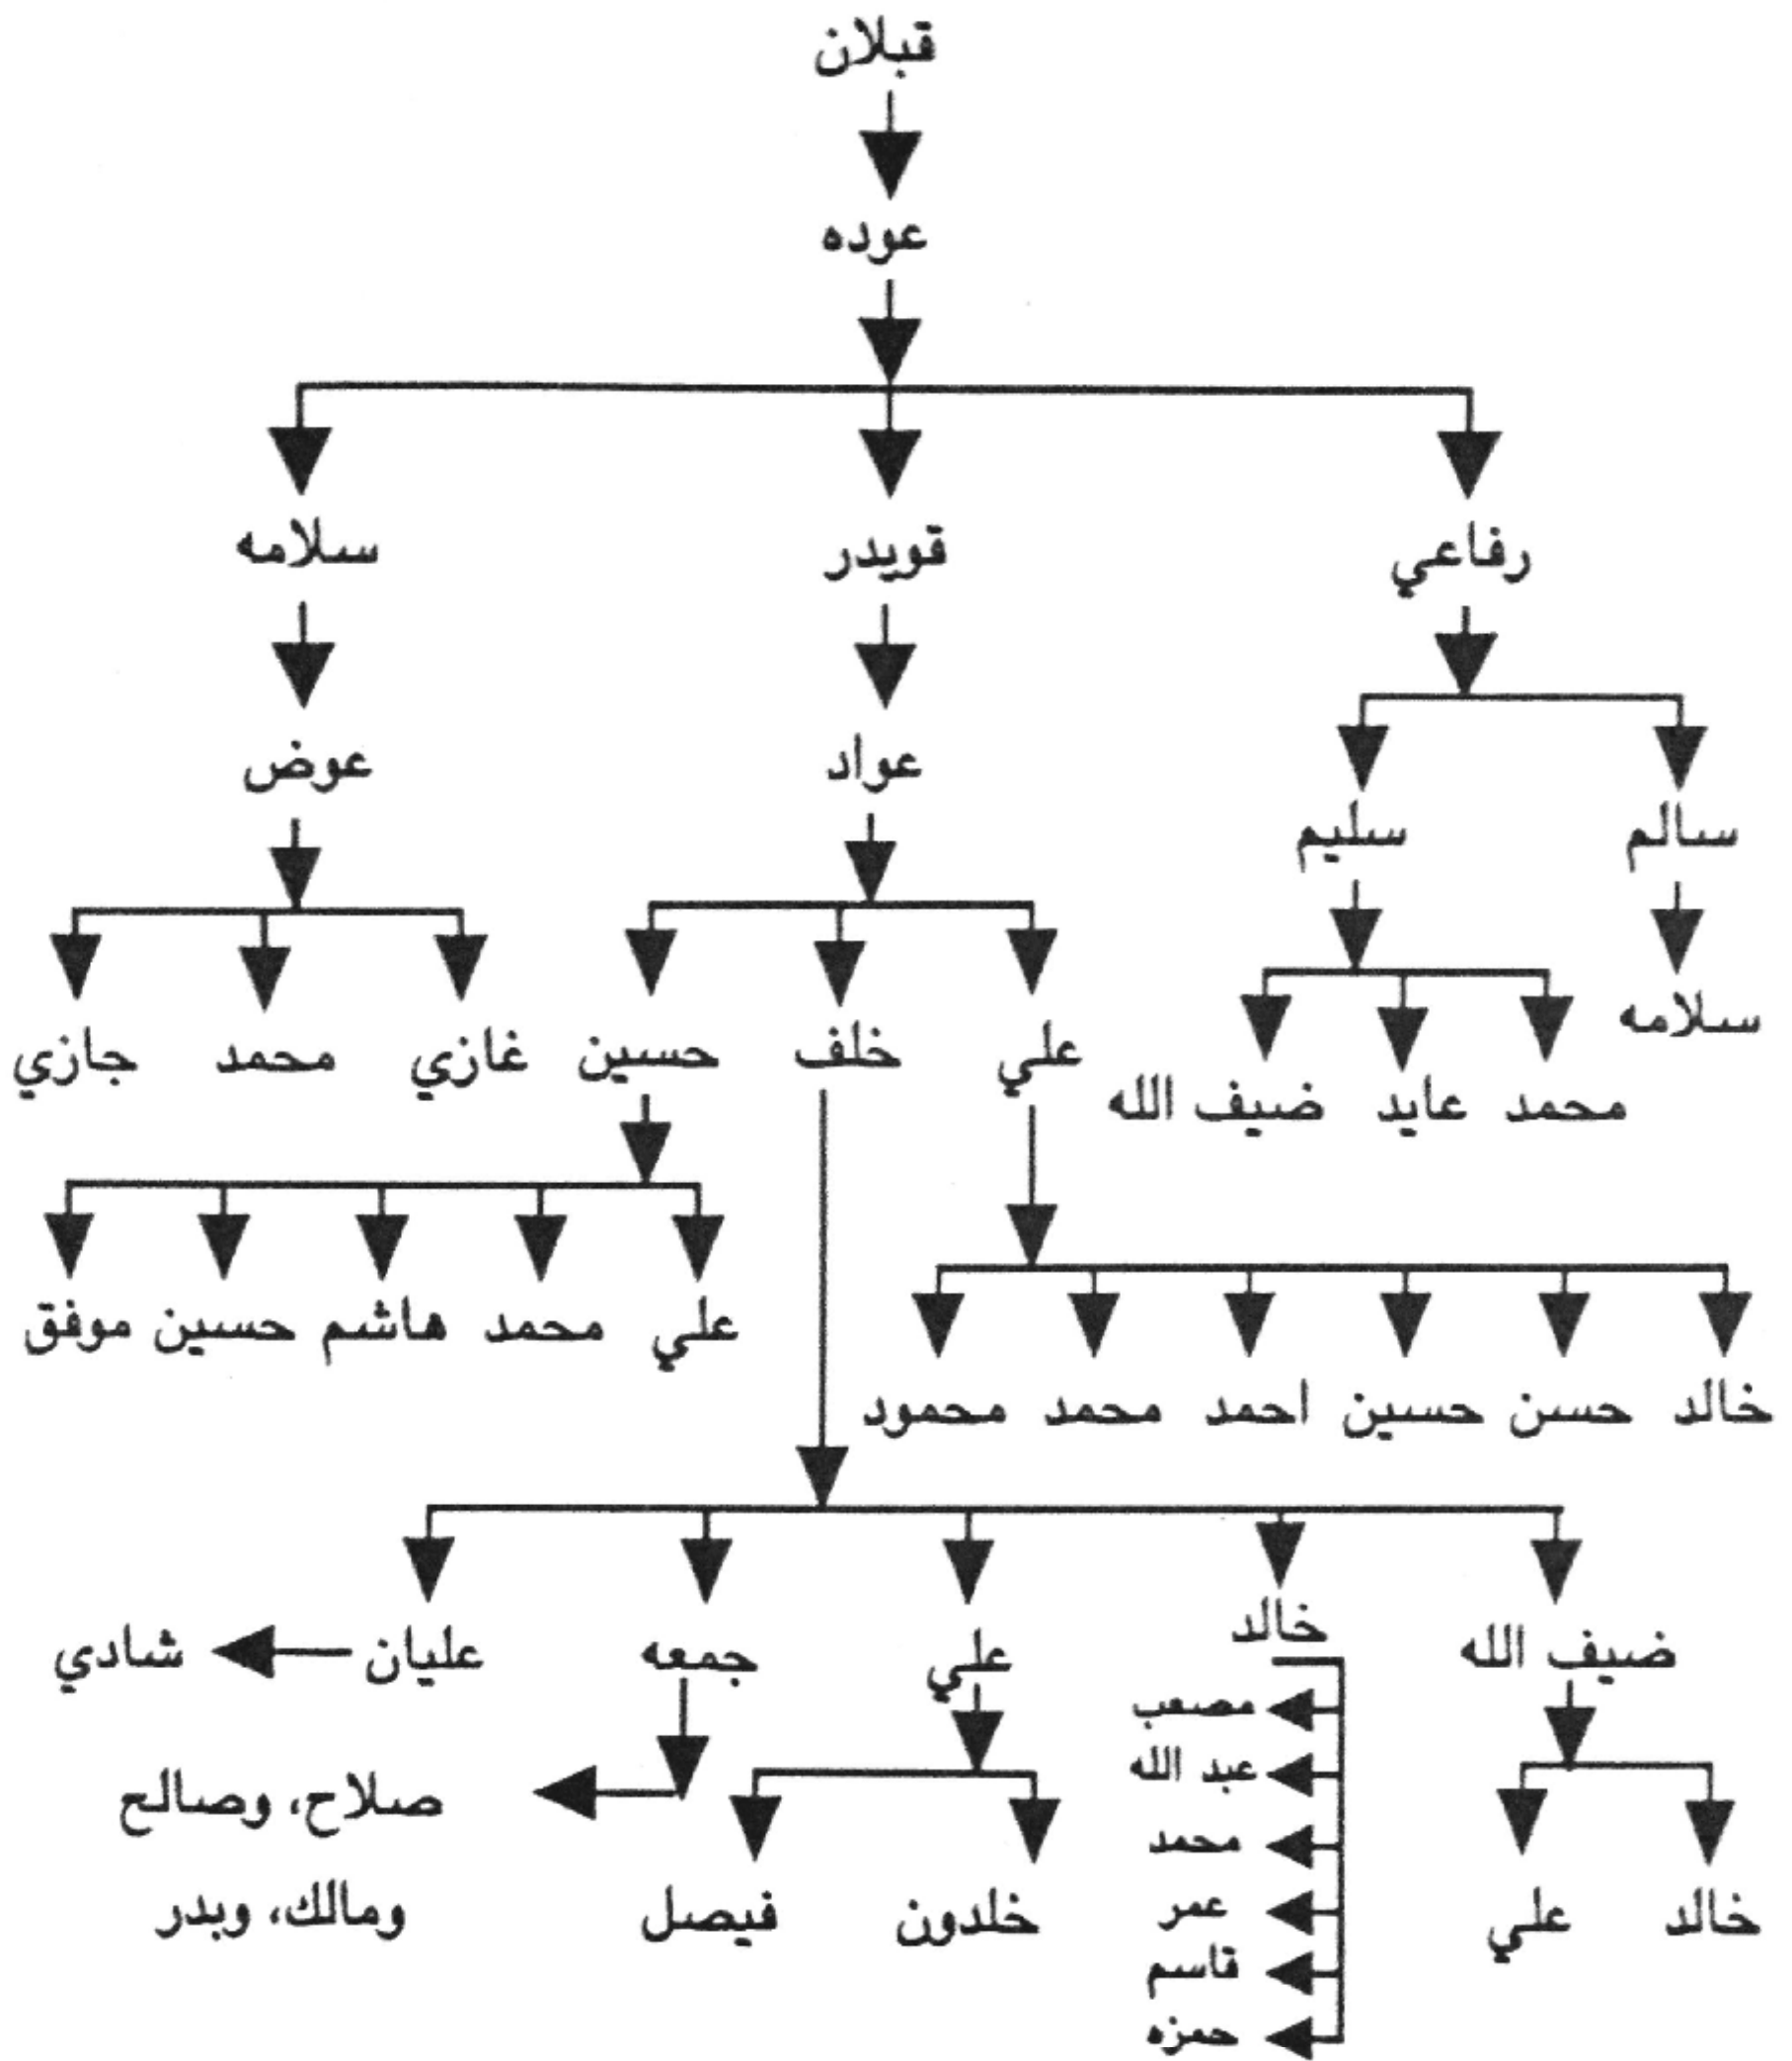 قبلان
عوده
رفاعي قويدر سلامه
عواد عوض
سالم سليم
سلامه
علي خلف حسين غازي محمد جازي
محمد عايد ضيف الله
علي محمد هاشم حسين موفق
خالد حسن حسين احمد محمد محمود
ضيف الله خالد علي جمعه عليان شادي
مصعب
عبد الله
صلاح، وصالح
محمد
خالد علي عمر خلدون فيصل ومالك، وبدر
قاسم
حمزه